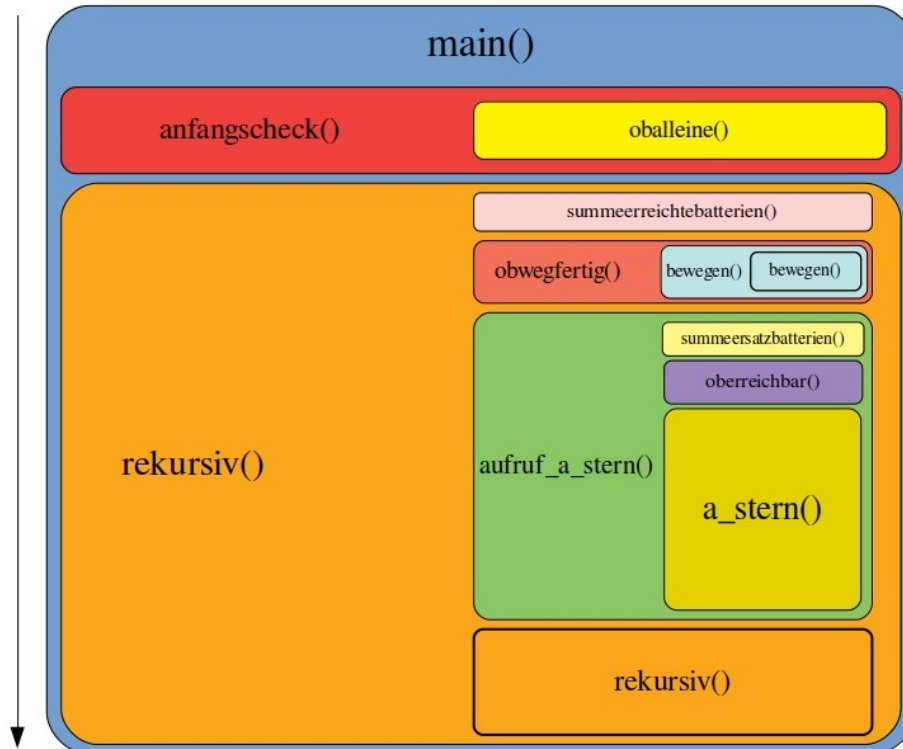 main()
anfangscheck()
oballeine()
summeerreichtebatterien()
obwegfertig()
bewegen()
bewegen()
summeersatzbatterien()
oberreichbar()
rekursiv()
aufruf_a_stern()
a_stern()
rekursiv()